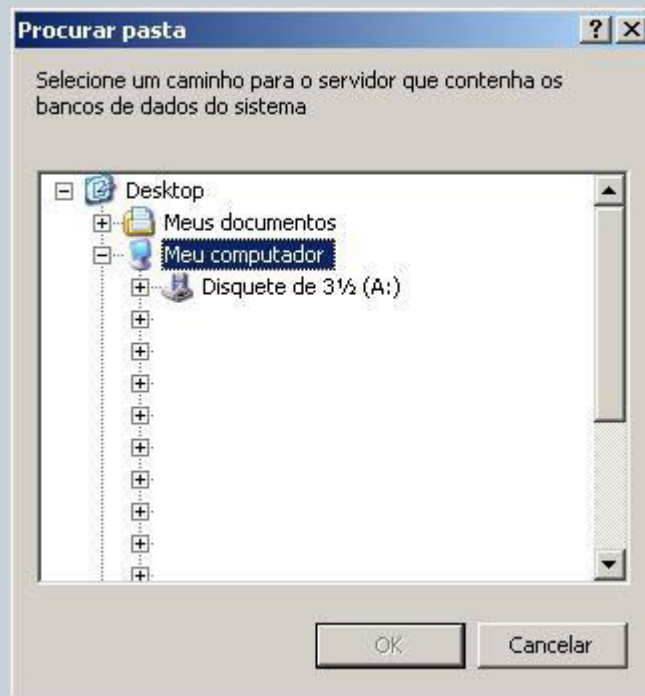 Procurar pasta
Selecione um caminho para o servidor que contenha os
bancos de dados do sistema
Desktop
Meus documentos
Meu computador
Disquete de 3½ (A:)
OK
Cancelar